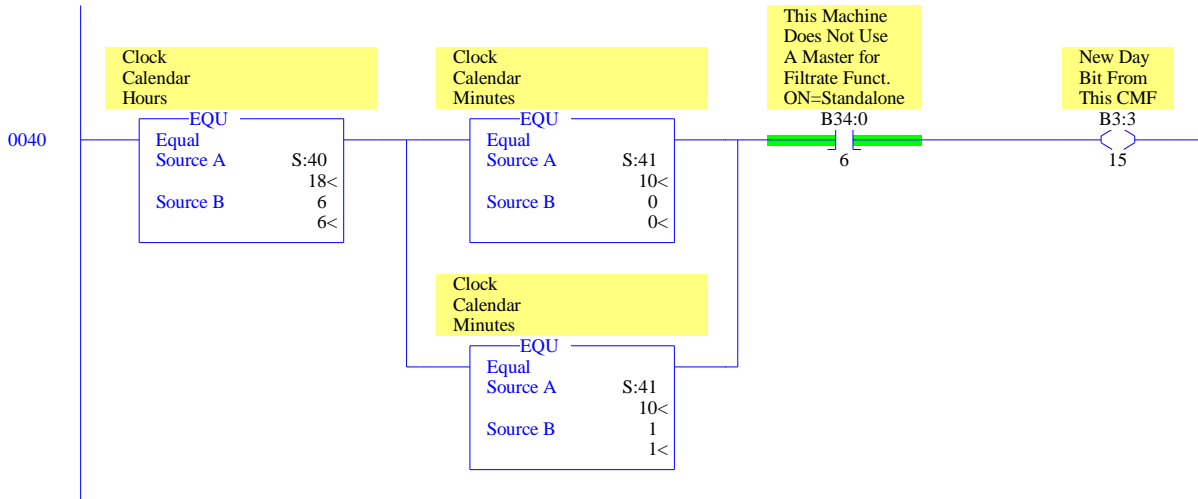 This Machine
Does Not Use
A Master for
Filtrate Funct.
ON=Standalone
Clock
Calendar
Hours
Clock
Calendar
Minutes
New Day
Bit From
This CMF
0040
EQU
Equal
Source A S:40
18<
Source B 6
6<
EQU
Equal
Source A S:41
10<
Source B 0
0<
B34:0
6
B3:3
15
Clock
Calendar
Minutes
EQU
Equal
Source A S:41
10<
Source B 1
1<